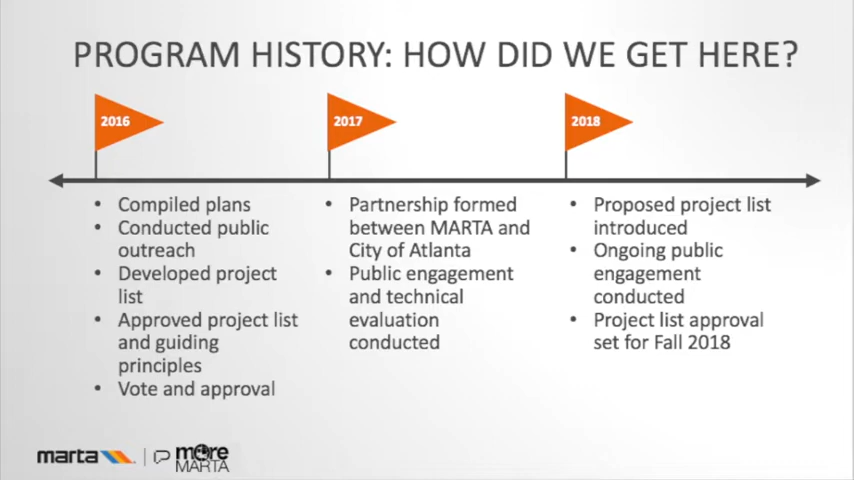 PROGRAM HISTORY: HOW DID WE GET HERE?
2016
• Compiled plans
• Conducted public
outreach
• Developed project
list
• Approved project list
and guiding
principles
• Vote and approval
2017
• Partnership formed
between MARTA and
City of Atlanta
• Public engagement
and technical
evaluation
conducted
2018
• Proposed project list
introduced
• Ongoing public
engagement
conducted
• Project list approval
set for Fall 2018
marta
more
MARTA